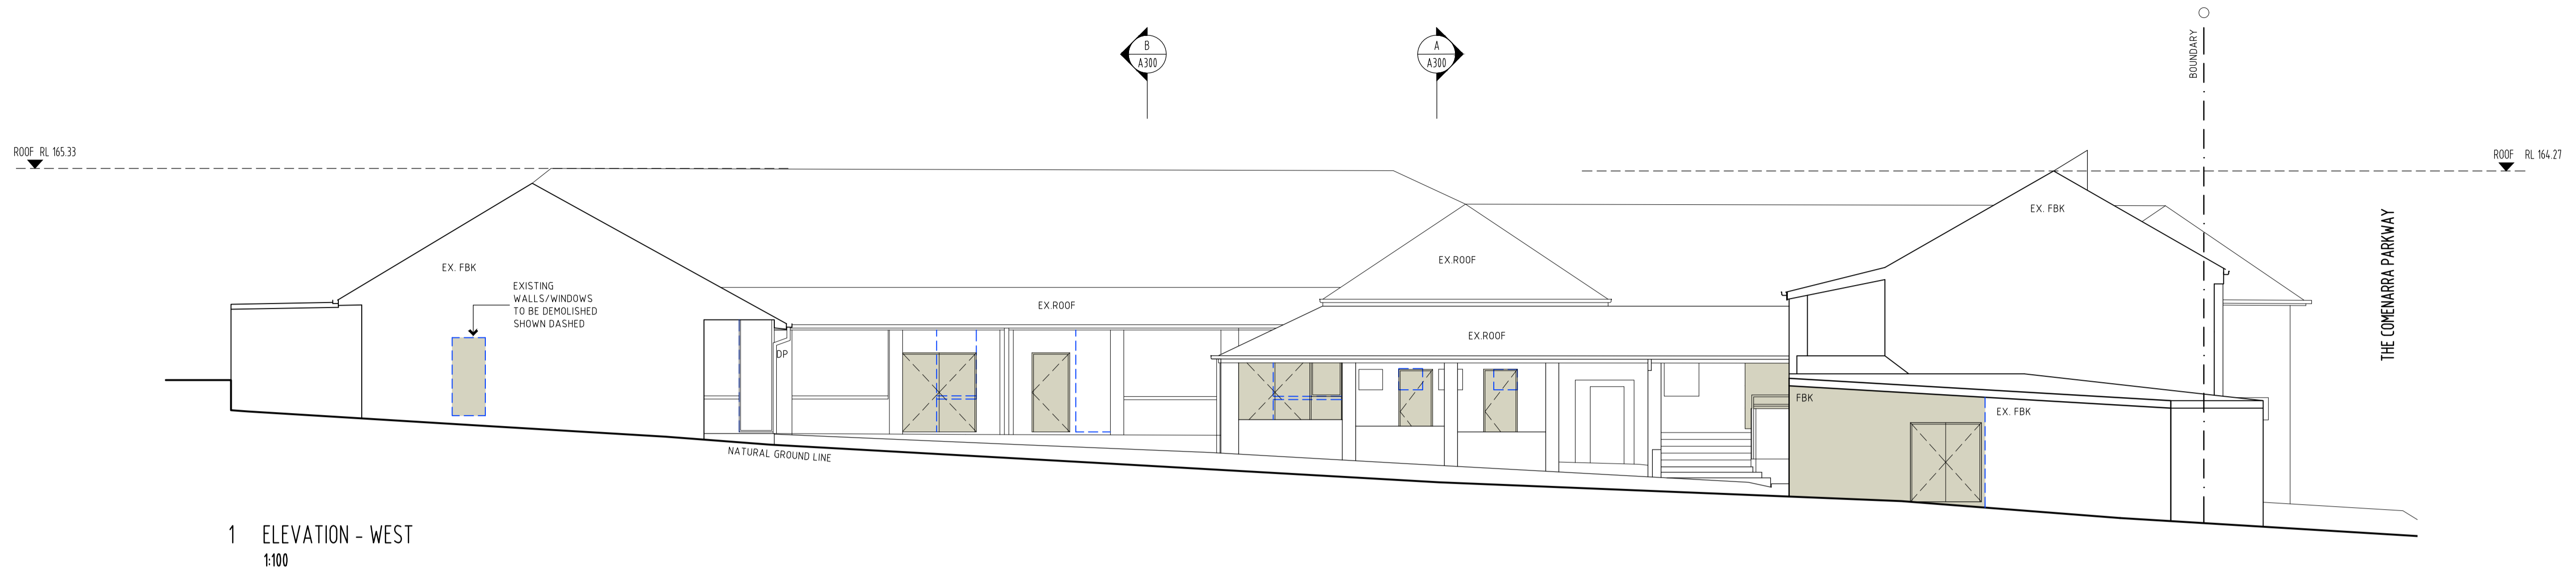 B
A300
A
A300
BOUNDARY
ROOF RL 165.33
ROOF RL 164.27
EX. FBK
THE COMENARRA PARKWAY
EX.ROOF
EX. FBK
EXISTING
WALLS/WINDOWS
TO BE DEMOLISHED
SHOWN DASHED
EX.ROOF
EX.ROOF
DP
FBK
EX. FBK
NATURAL GROUND LINE
1 ELEVATION - WEST
1:100